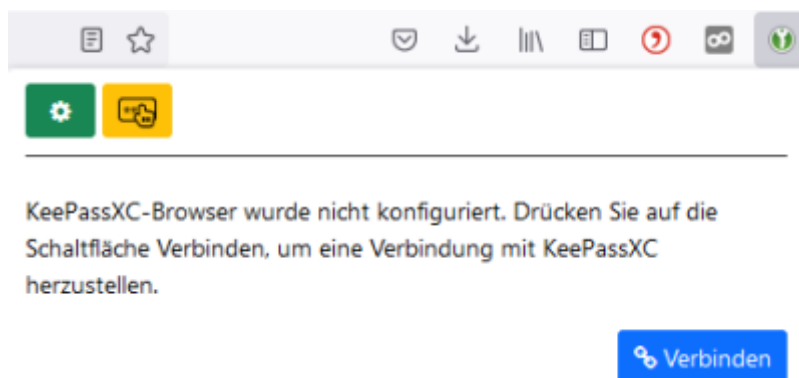 KeePassXC-Browser wurde nicht konfiguriert. Drücken Sie auf die
Schaltfläche Verbinden, um eine Verbindung mit KeePassXC
herzustellen.
Verbinden